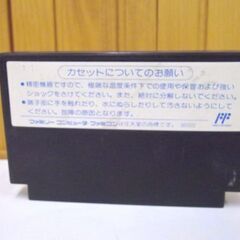 カセットについてのお願い
●精密機器ですので、極端な温度条件下での使用や保管および強い
ショックをさけてください。また、絶対に分解しないでください。
●端子部に手を触れたり、水にぬらしたりして汚さないようにして
ください。故障の原因となります。
ファミリーコンピュータ・ファミコンは任天堂の商標です。
FF